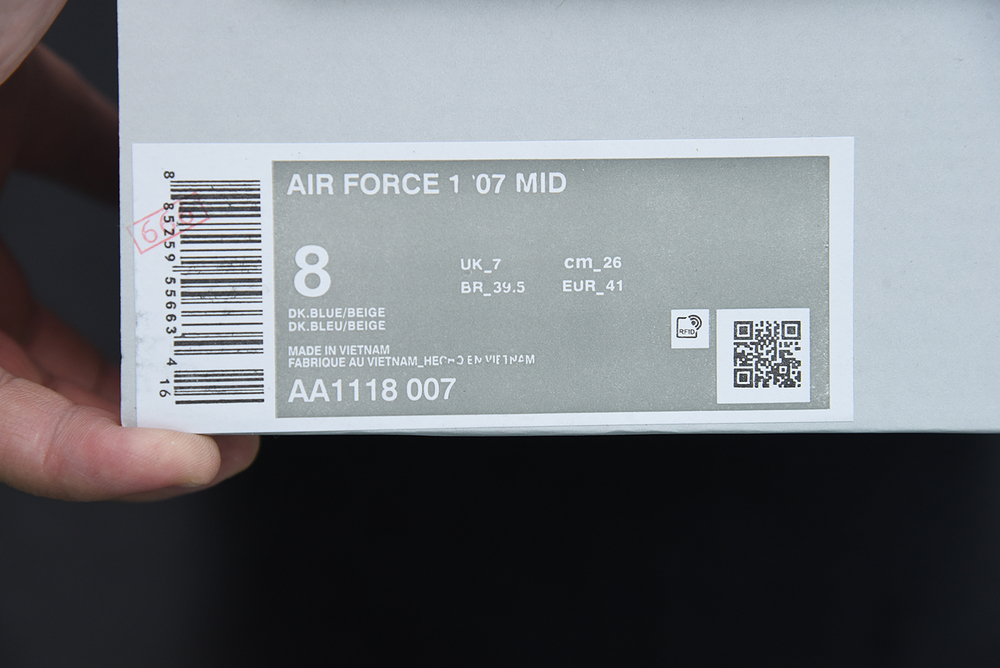 AIR FORCE 1 '07 MID
8
UK_7 cm_26
BR_39.5 EUR_41
DK.BLUE/BEIGE
DK.BLEU/BEIGE
MADE IN VIETNAM
FABRIQUE AU VIETNAM_HECHO EN VIETNAM
AA1118 007
RFID
8 85259 55663 4 16